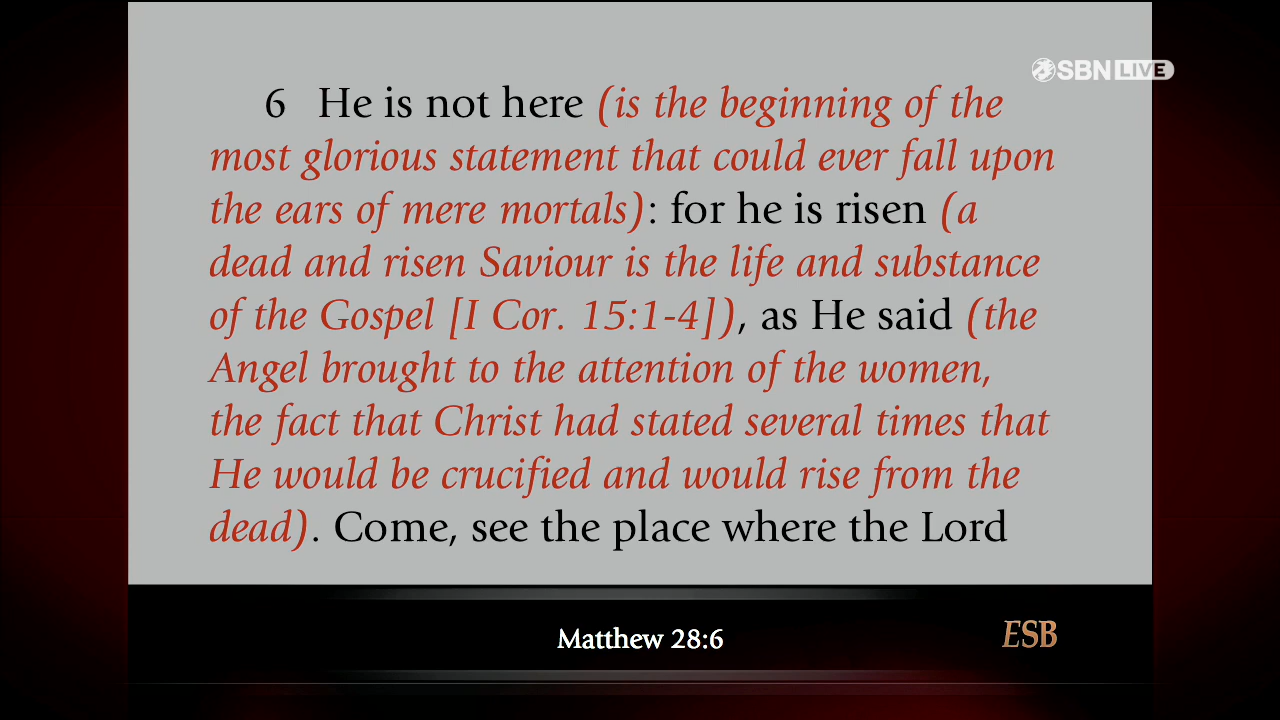 SBN LIVE
6 He is not here (is the beginning of the
most glorious statement that could ever fall upon
the ears of mere mortals): for he is risen (a
dead and risen Saviour is the life and substance
of the Gospel [I Cor. 15:1-4]), as He said (the
Angel brought to the attention of the women,
the fact that Christ had stated several times that
He would be crucified and would rise from the
dead). Come, see the place where the Lord
Matthew 28:6
ESB